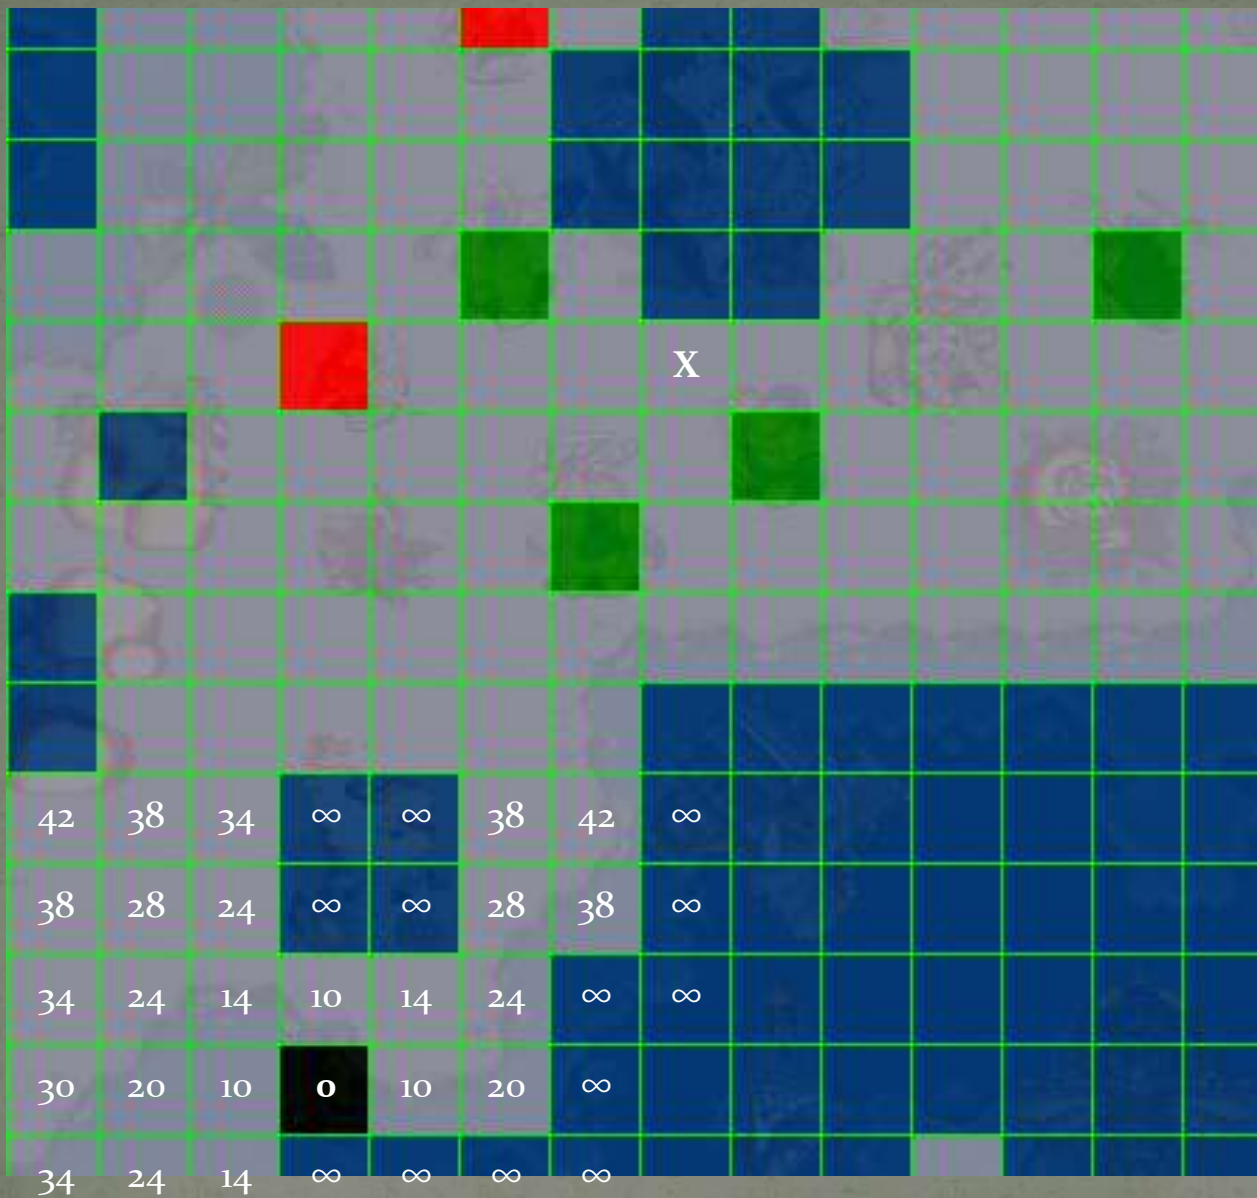 X
42 38 34 ∞ ∞ 38 42 ∞
38 28 24 ∞ ∞ 28 38 ∞
34 24 14 10 14 24 ∞ ∞
30 20 10 0 10 20 ∞
34 24 14 ∞ ∞ ∞ ∞